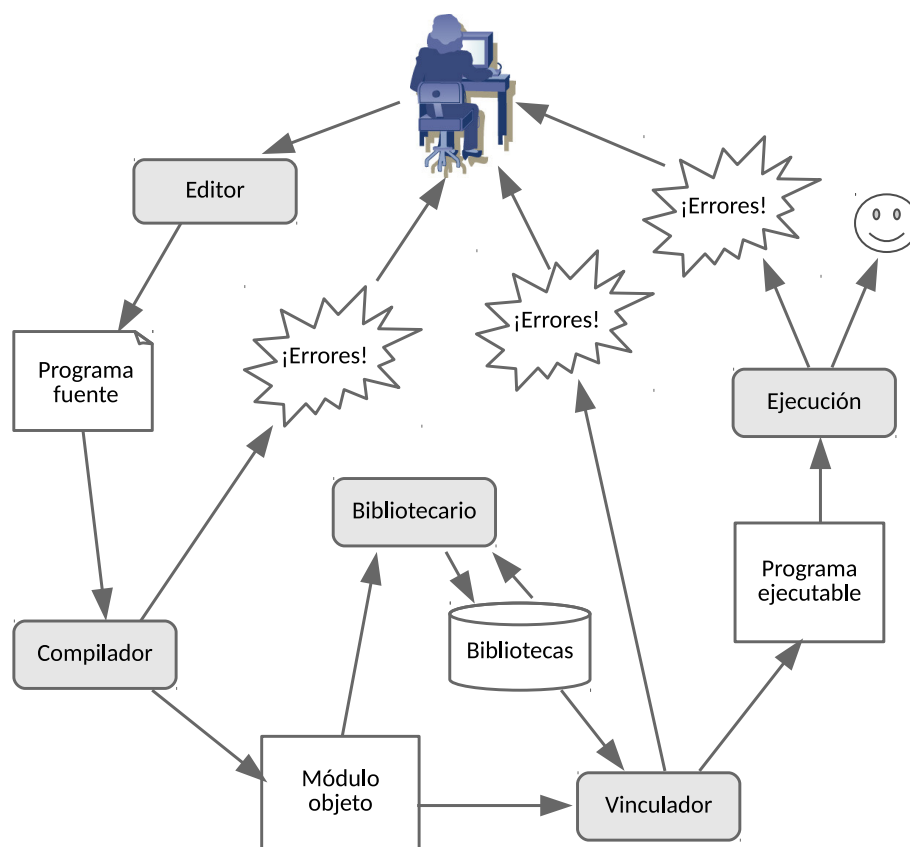 Editor
¡Errores!
¡Errores!
¡Errores!
Programa
fuente
Ejecución
Bibliotecario
Programa
ejecutable
Compilador
Bibliotecas
Módulo
objeto
Vinculador